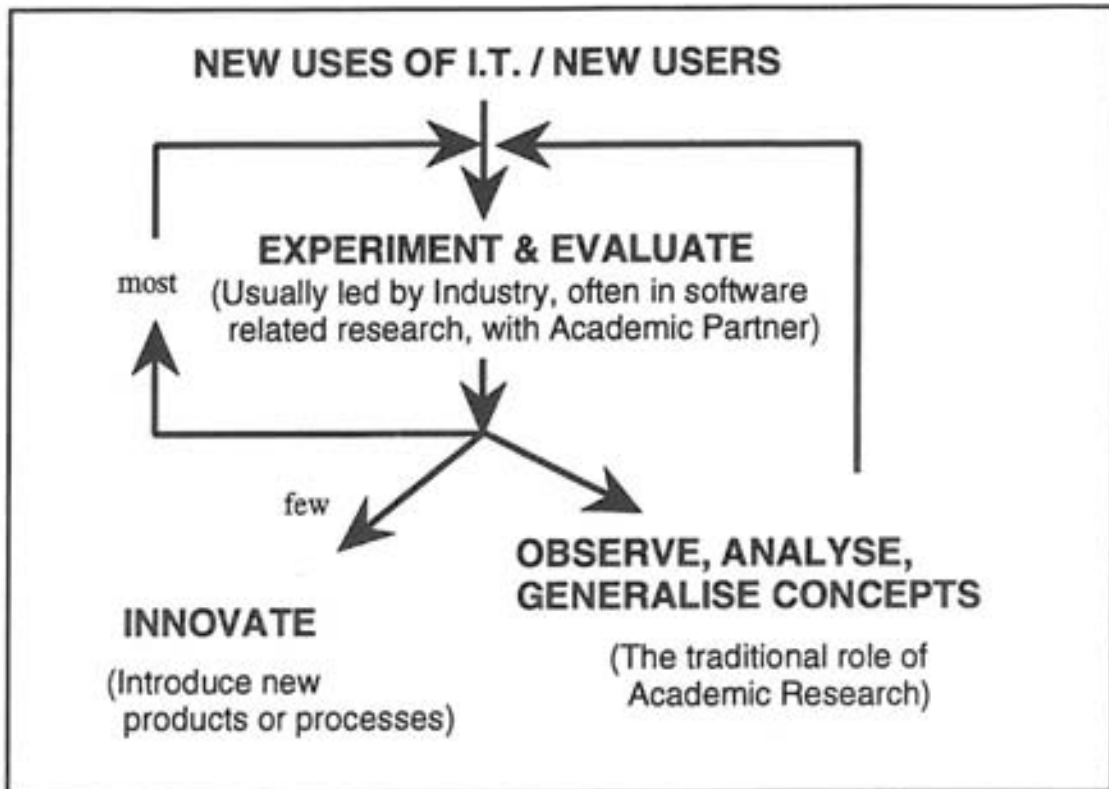 NEW USES OF I.T. / NEW USERS
EXPERIMENT & EVALUATE
most
(Usually led by Industry, often in software
related research, with Academic Partner)
few
OBSERVE, ANALYSE,
GENERALISE CONCEPTS
INNOVATE
(The traditional role of
Academic Research)
(Introduce new
products or processes)